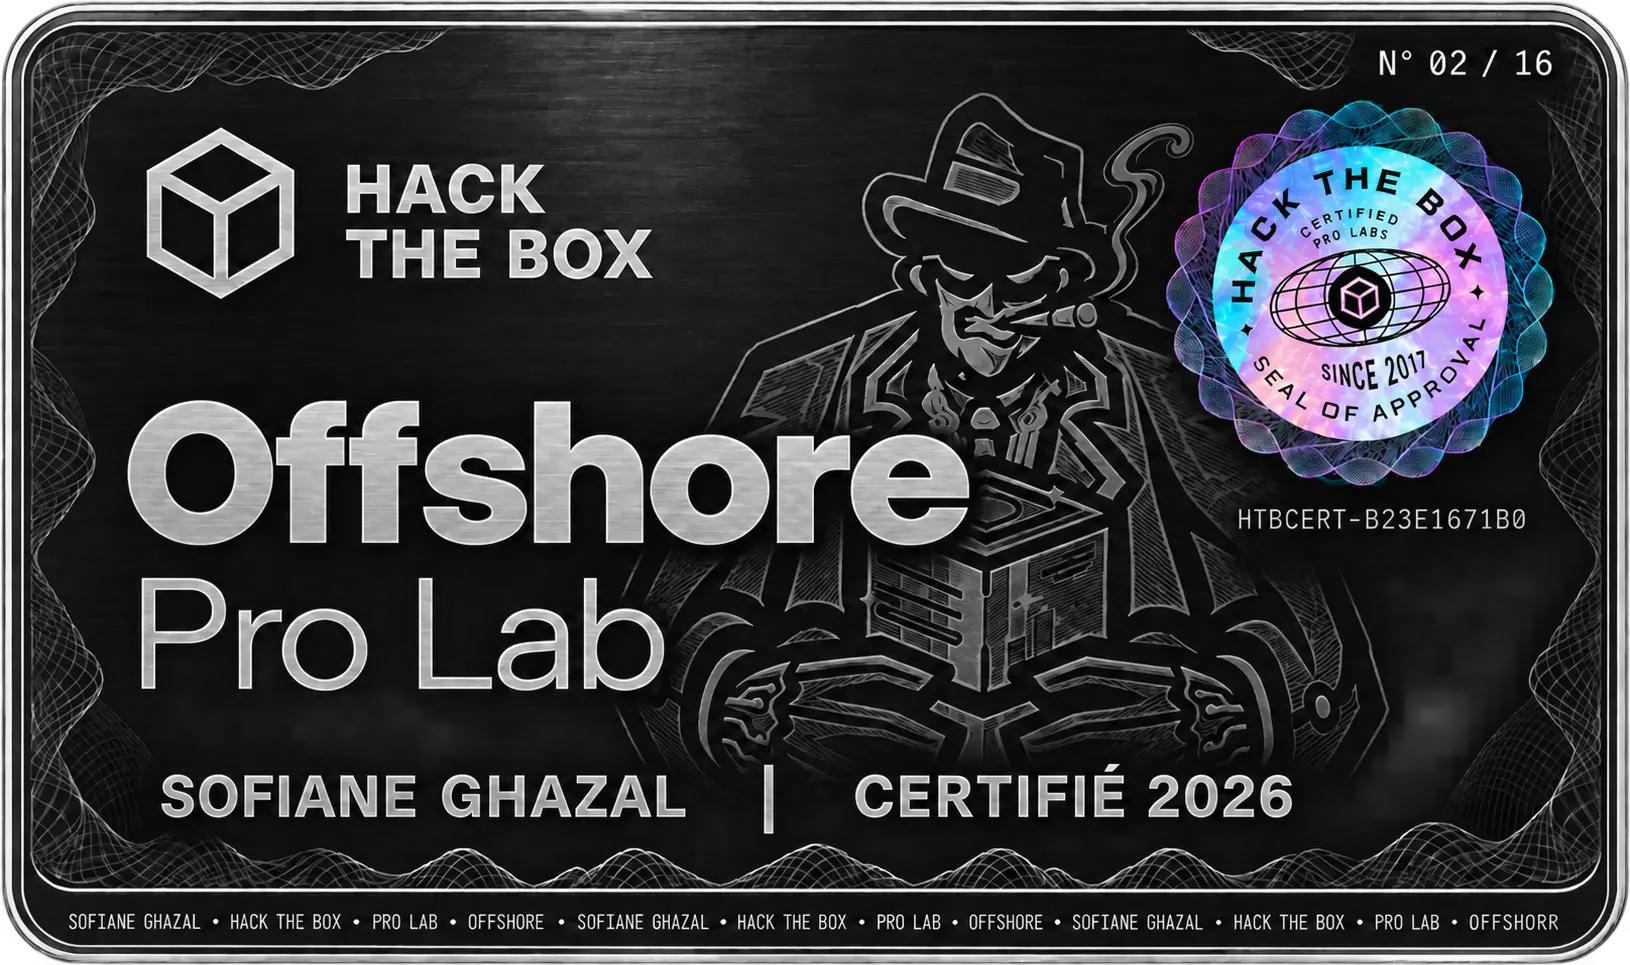 N° 02 / 16
HACK
THE BOX
HACK THE BOX
CERTIFIED
PRO LABS
SINCE 2017
SEAL OF APPROVAL
HTBCERT-B23E1671B0
Offshore
Pro Lab
SOFIANE GHAZAL | CERTIFIÉ 2026
SOFIANE GHAZAL • HACK THE BOX • PRO LAB • OFFSHORE • SOFIANE GHAZAL • HACK THE BOX • PRO LAB • OFFSHORE • SOFIANE GHAZAL • HACK THE BOX • PRO LAB • OFFSHORR